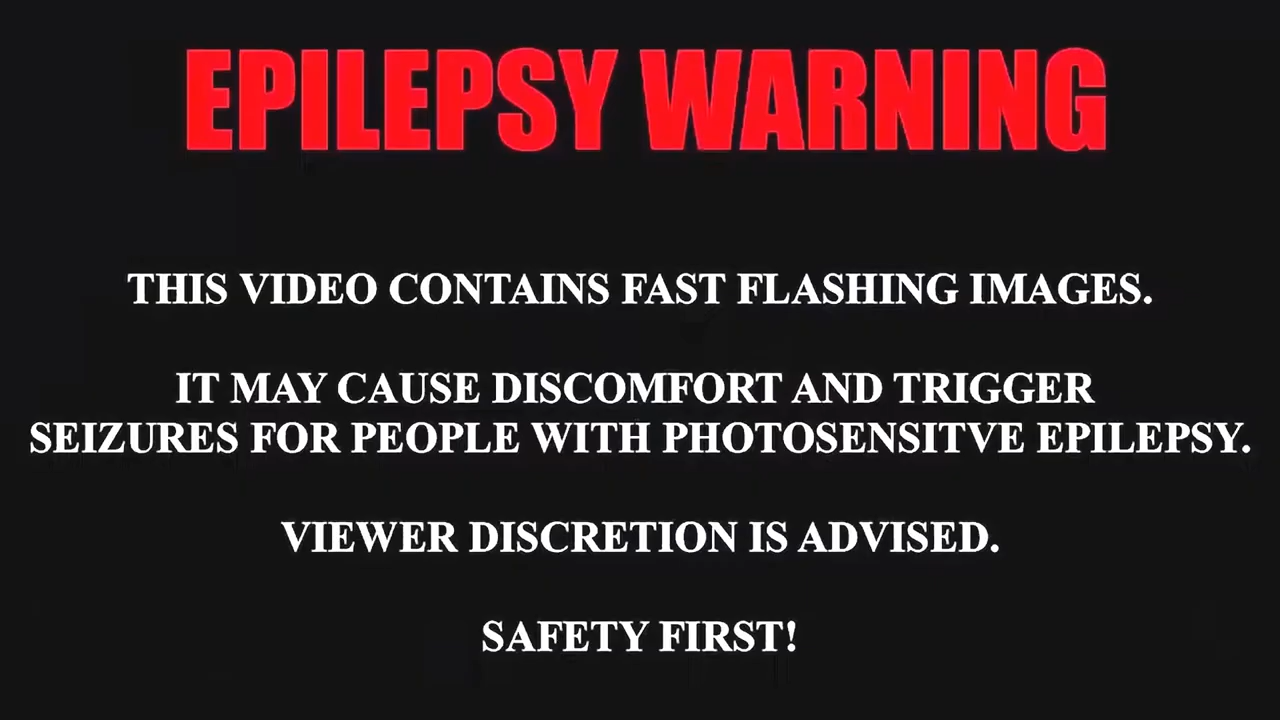 EPILEPSY WARNING
THIS VIDEO CONTAINS FAST FLASHING IMAGES.
IT MAY CAUSE DISCOMFORT AND TRIGGER
SEIZURES FOR PEOPLE WITH PHOTOSENSITVE EPILEPSY.
VIEWER DISCRETION IS ADVISED.
SAFETY FIRST!